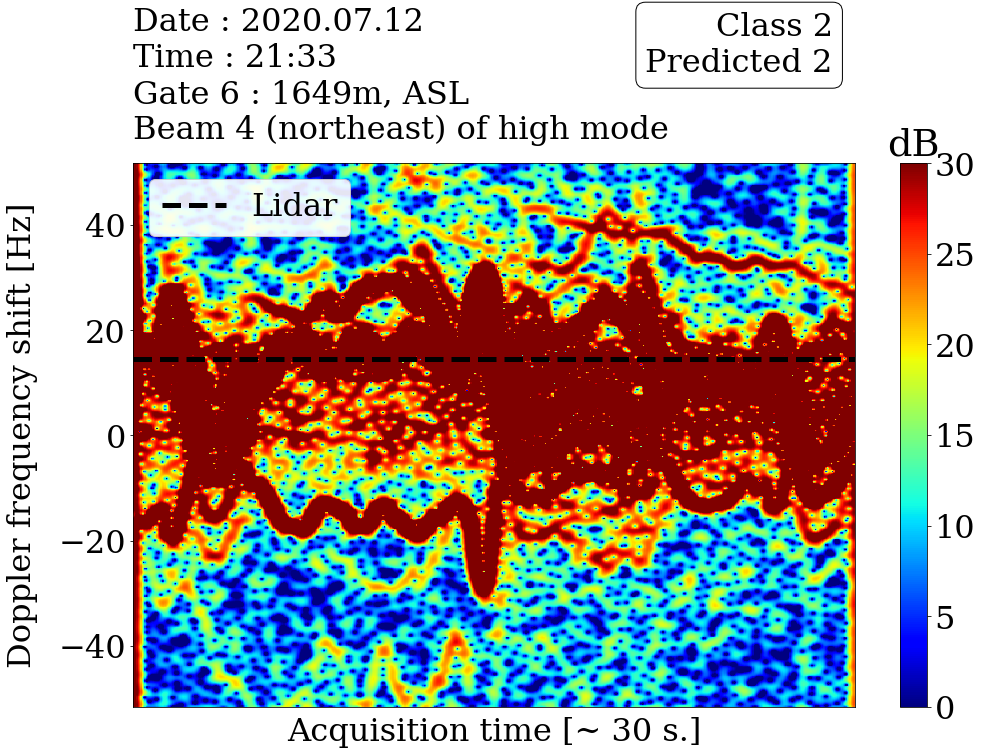 Date : 2020.07.12
Time : 21:33
Gate 6 : 1649m, ASL
Beam 4 (northeast) of high mode
Class 2
Predicted 2
dB
Lidar
Doppler frequency shift [Hz]
40
20
0
−20
−40
30
25
20
15
10
5
0
Acquisition time [~ 30 s.]